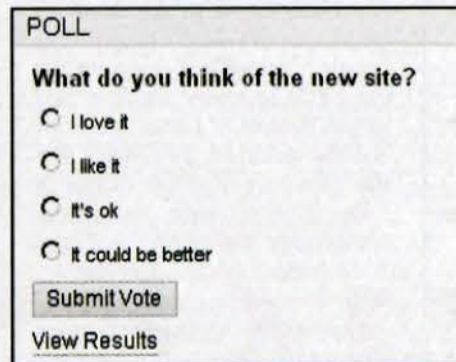 POLL
What do you think of the new site?
I love it
I like it
It's ok
It could be better
Submit Vote
View Results